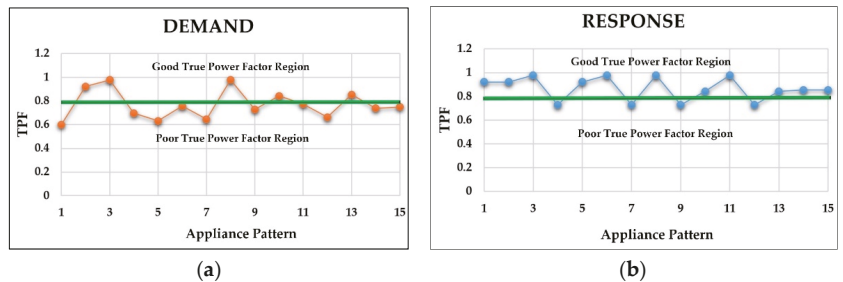 DEMAND
1.2
1
0.8
0.6
0.4
0.2
0
TPF
Good True Power Factor Region
Poor True Power Factor Region
1 3 5 7 9 11 13 15
Appliance Pattern
(a)
RESPONSE
1.2
1
0.8
0.6
0.4
0.2
0
TPF
Good True Power Factor Region
Poor True Power Factor Region
1 3 5 7 9 11 13 15
Appliance Pattern
(b)